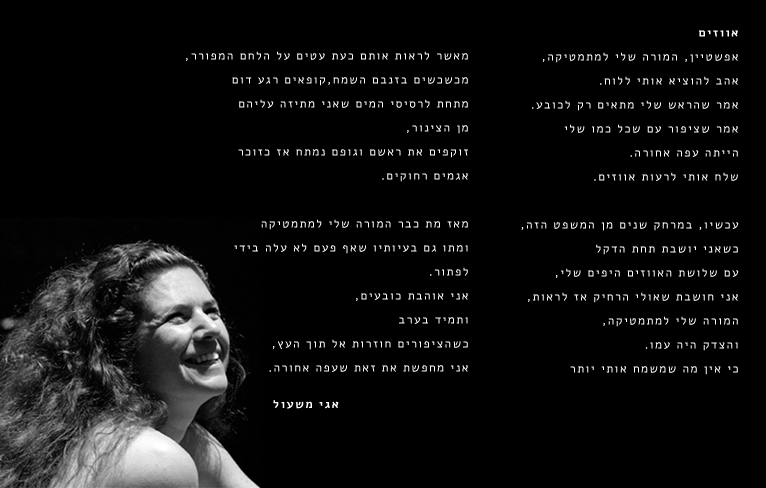 אווזים
אפשטיין, המורה שלי למתמטיקה,
אהב להוציא אותי ללוח.
אמר שהראש שלי מתאים רק לכובע.
אמר שציפור עם שכל כמו שלי
הייתה עפה אחורה.
שלח אותי לרעות אווזים.
עכשיו, במרחק שנים מן המשפט הזה,
כשאני יושבת תחת הדקל
עם שלושת האווזים היפים שלי,
אני חושבת שאולי הרחיק אז לראות,
המורה שלי למתמטיקה,
והצדק היה עמו.
כי אין מה שמשמח אותי יותר
מאשר לראות אותם כעת עטים על הלחם המפורר,
מכשכשים בזנבם השמח,קופאים רגע דום
מתחת לרסיסי המים שאני מתיזה עליהם
מן הצינור,
זוקפים את ראשם וגופם נמתח אז כזוכר
אגמים רחוקים.
מאז מת כבר המורה שלי למתמטיקה
ומתו גם בעיותיו שאף פעם לא עלה בידי
לפתור.
אני אוהבת כובעים,
ותמיד בערב
כשהציפורים חוזרות אל תוך העץ,
אני מחפשת את זאת שעפה אחורה.
אגי משעול